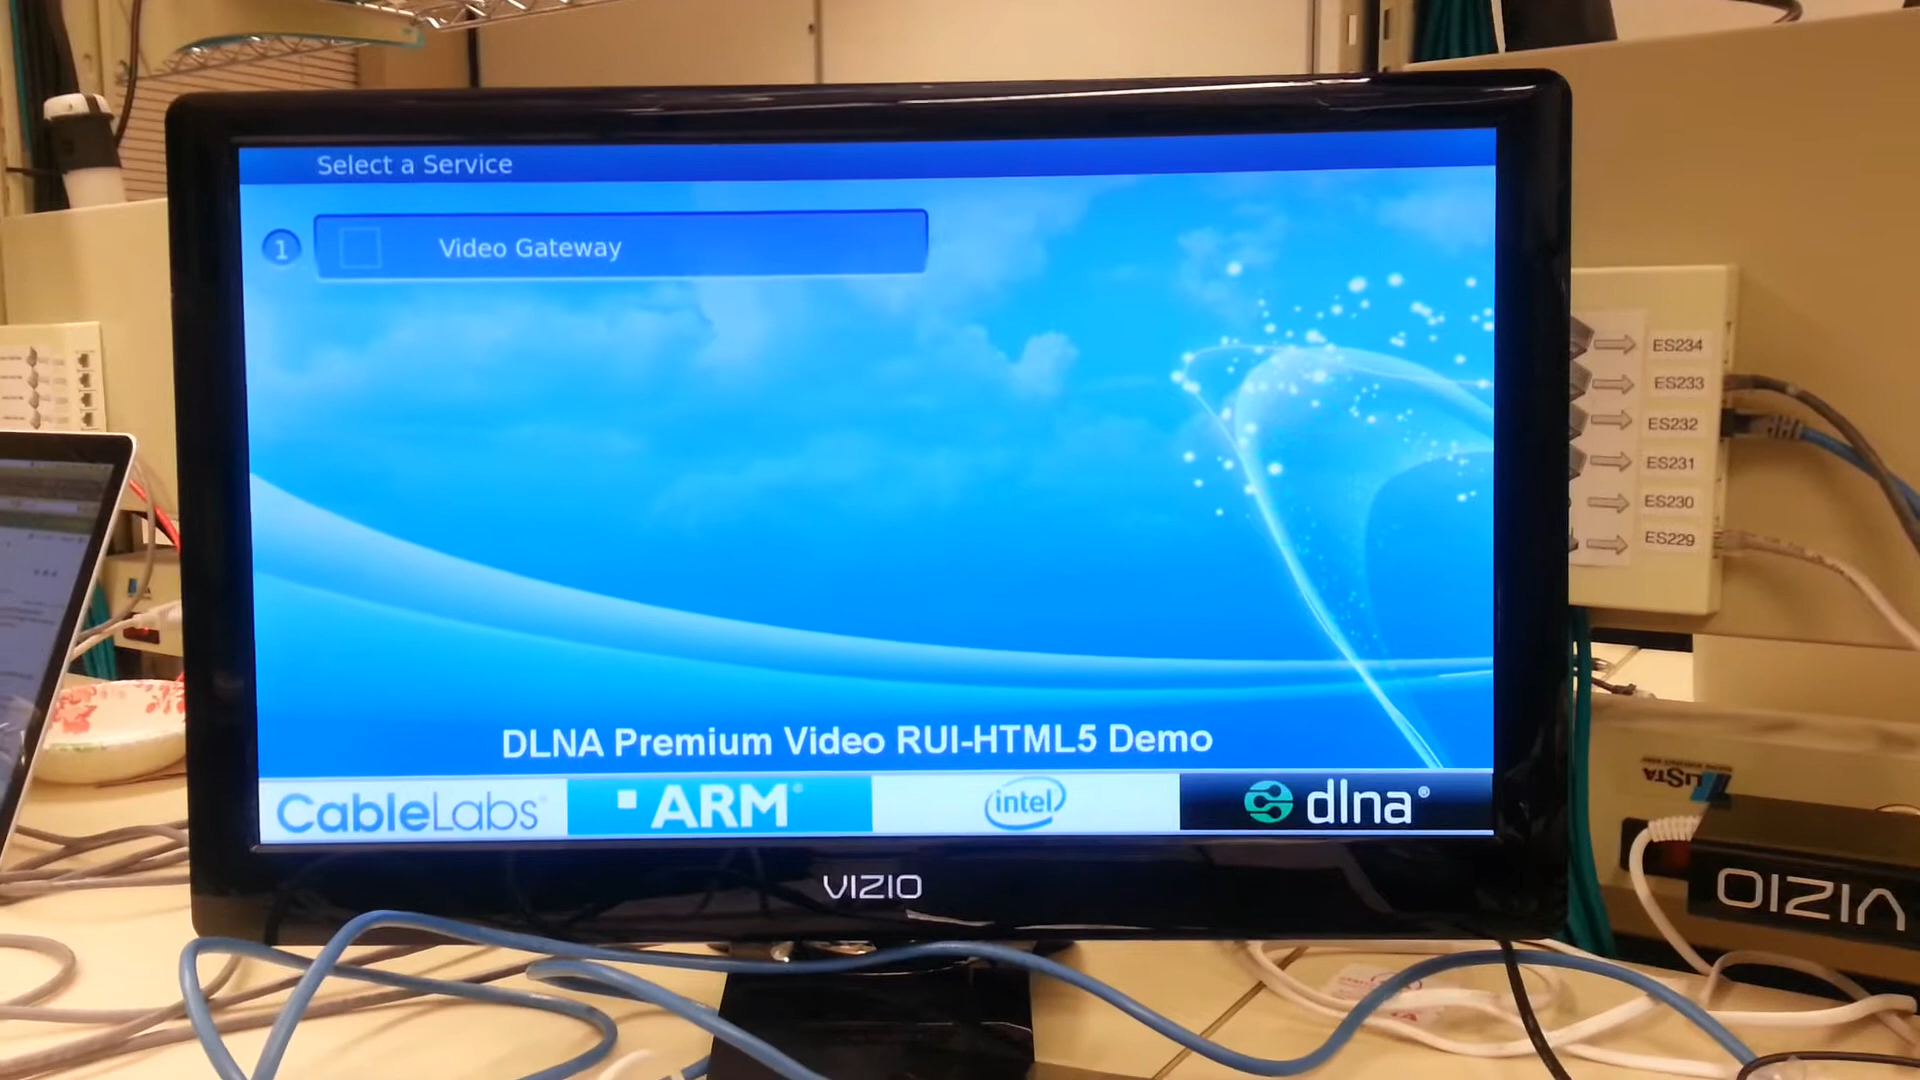 Select a Service
1
Video Gateway
DLNA Premium Video RUI-HTML5 Demo
CableLabs
ARM®
intel
dlna®
VIZIO
ES234
ES233
ES232
ES231
ES230
ES229
VIZIO